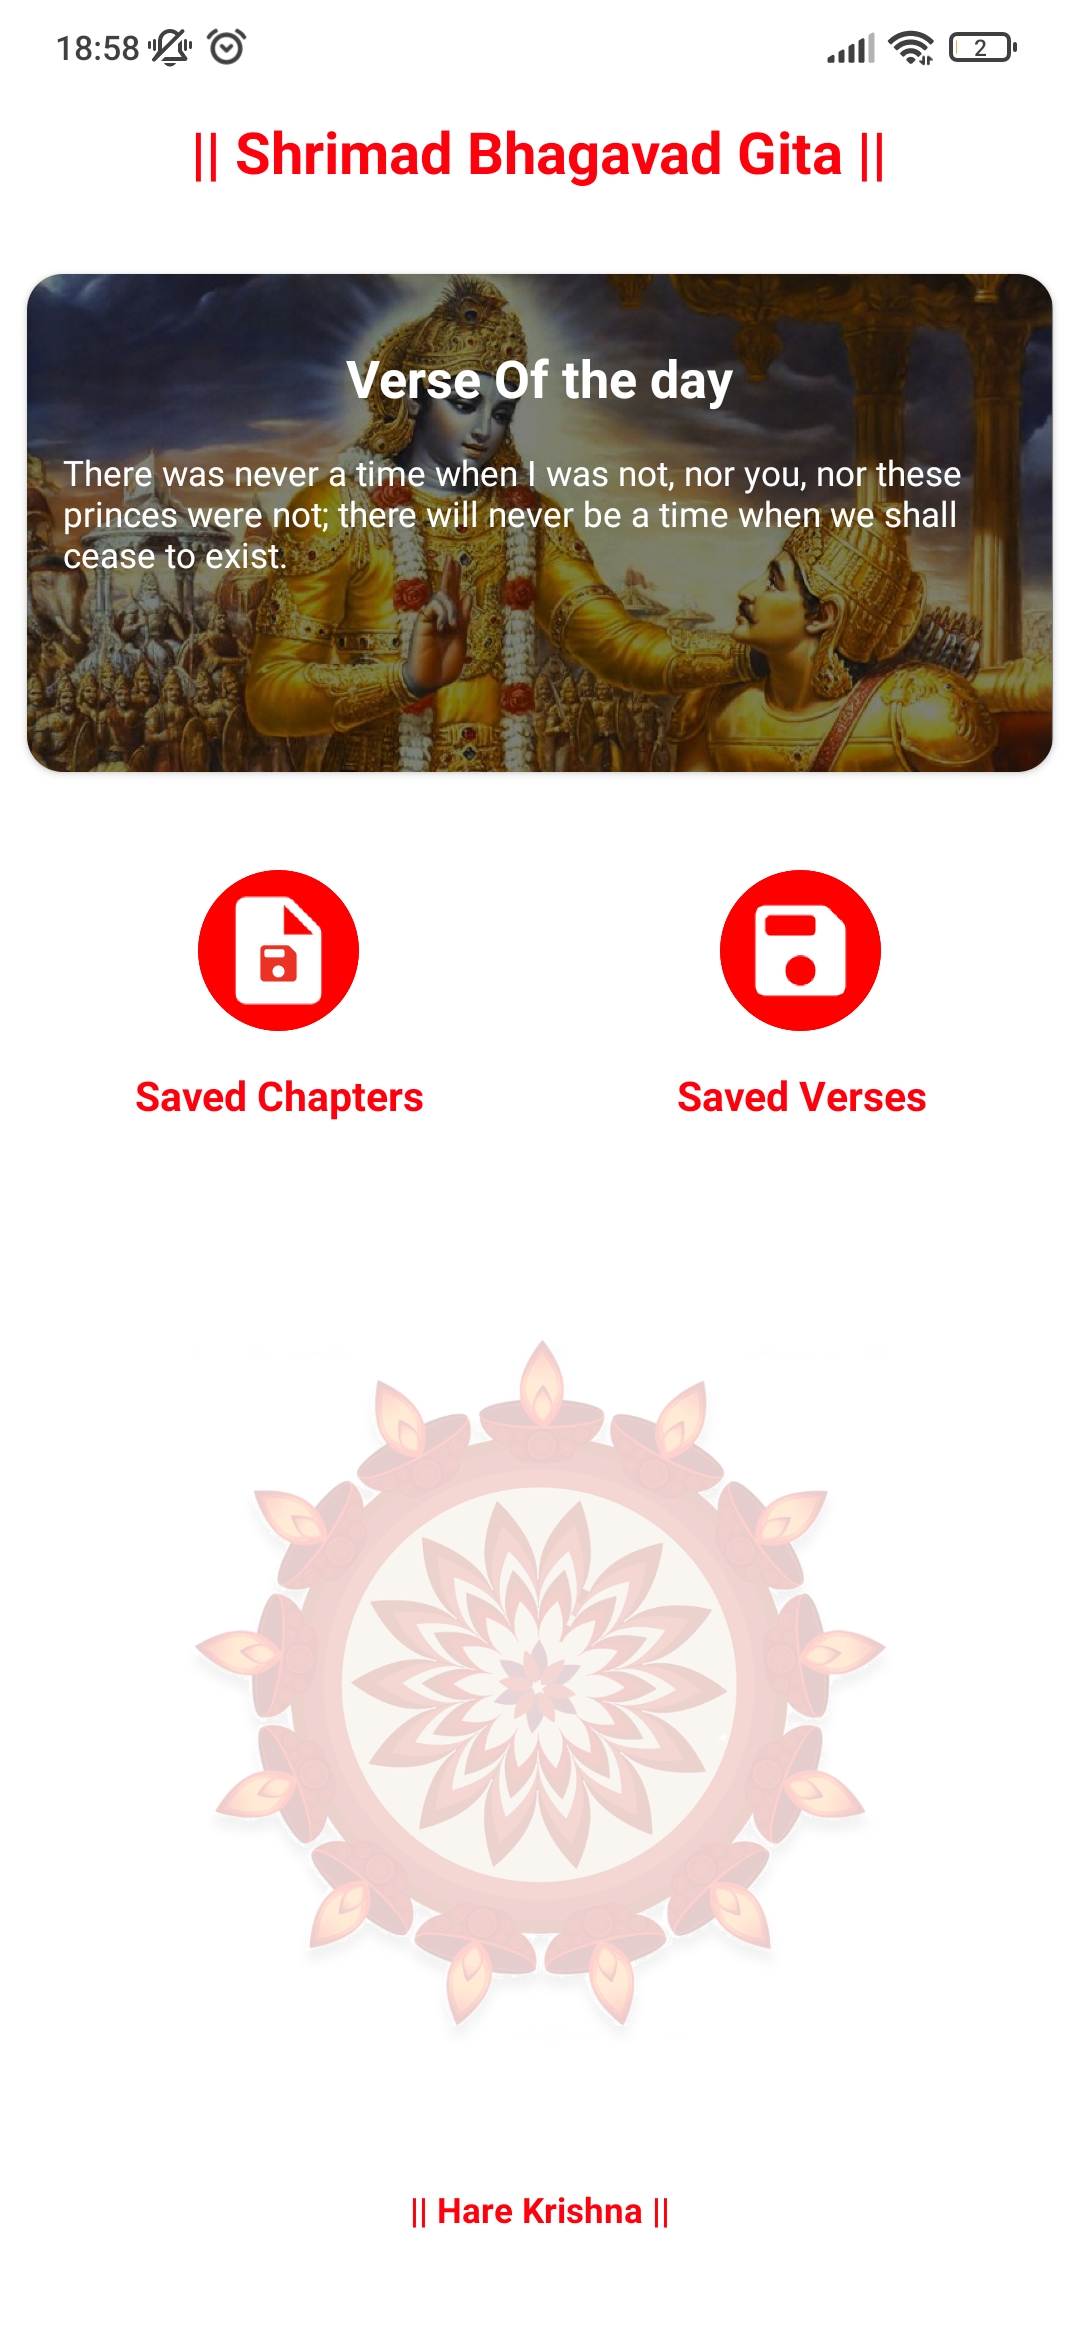 18:58
2
|| Shrimad Bhagavad Gita ||
Verse Of the day
There was never a time when I was not, nor you, nor these
princes were not; there will never be a time when we shall
cease to exist.
Saved Chapters
Saved Verses
|| Hare Krishna ||